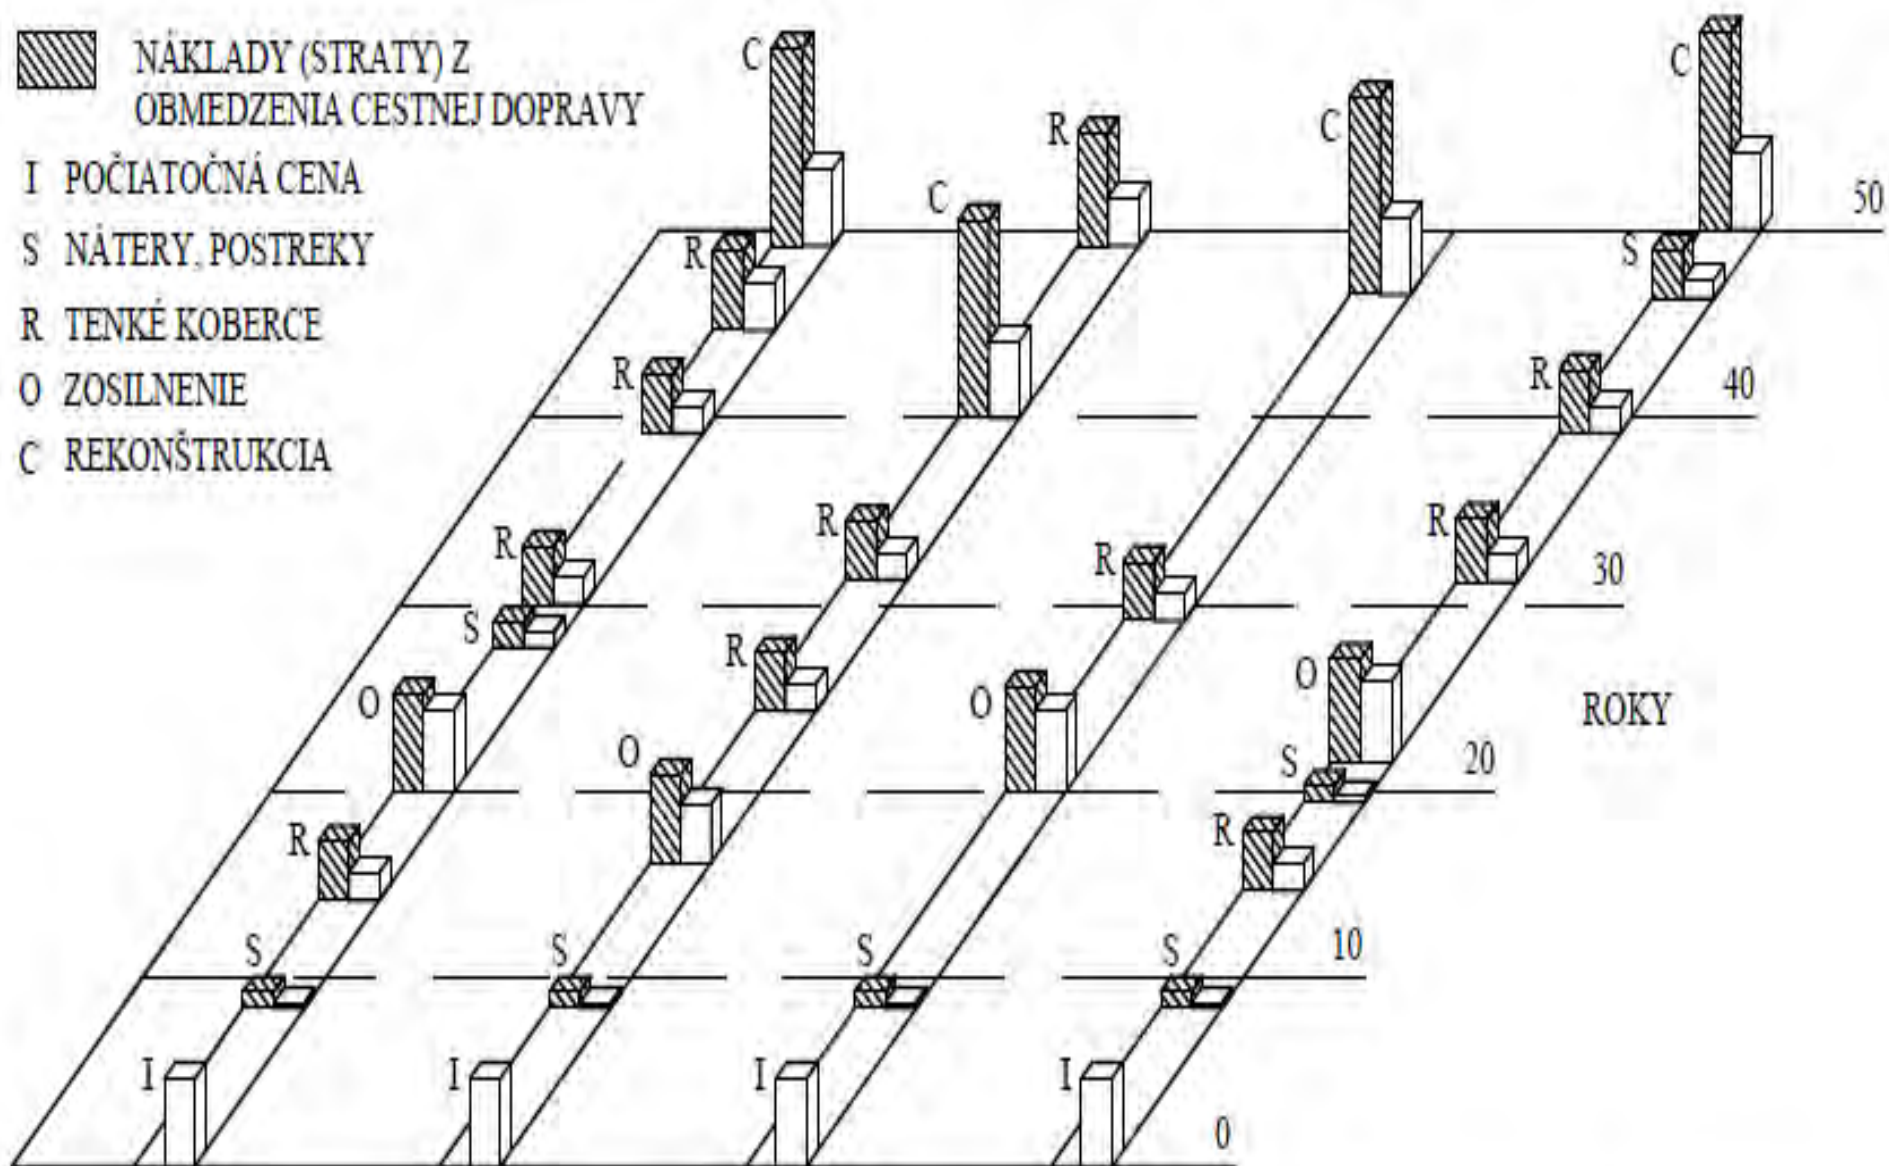 NÁKLADY (STRATY) Z
OBMEDZENIA CESTNEJ DOPRAVY
I POČIATOČNÁ CENA
S NÁTERY, POSTREKY
R TENKÉ KOBERCE
O ZOSILNENIE
C REKONŠTRUKCIA
C
C
C
R
C
50
R
S
R
R
40
R
R
R
R
30
S
R
O
O
O
ROKY
O
S
20
R
R
S
S
S
S
10
I
I
I
I
0